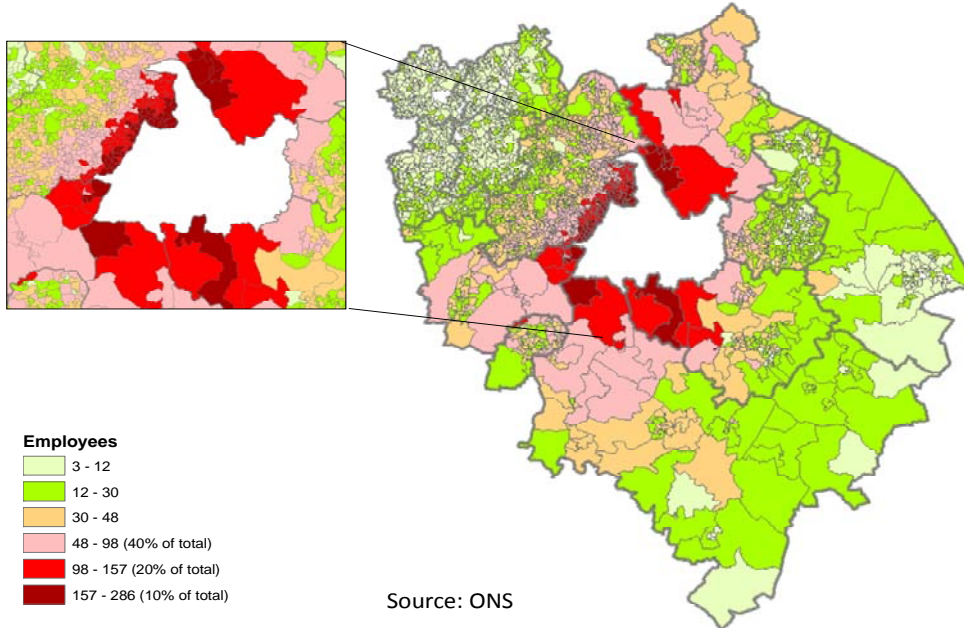 Employees
3 - 12
12 - 30
30 - 48
48 - 98 (40% of total)
98 - 157 (20% of total)
157 - 286 (10% of total)
Source: ONS